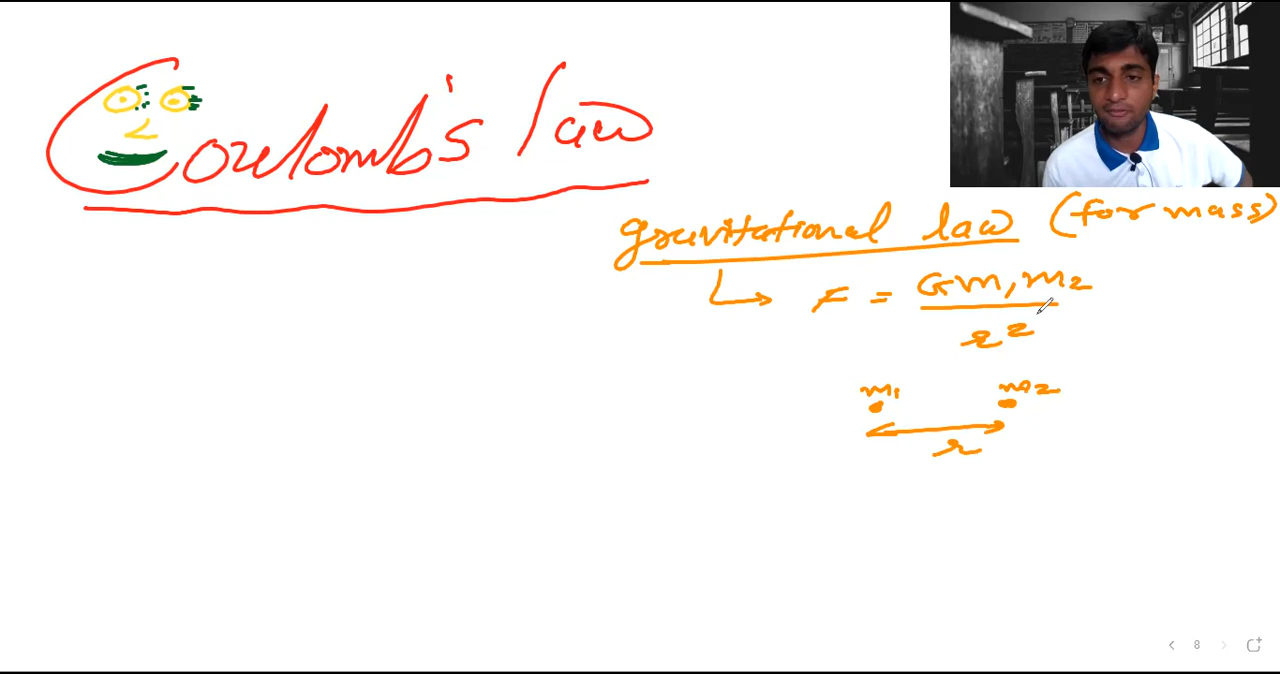 Coulomb's law
gravitational law (for mass)
F = Gm1m2
r2
m1 m2
r
8